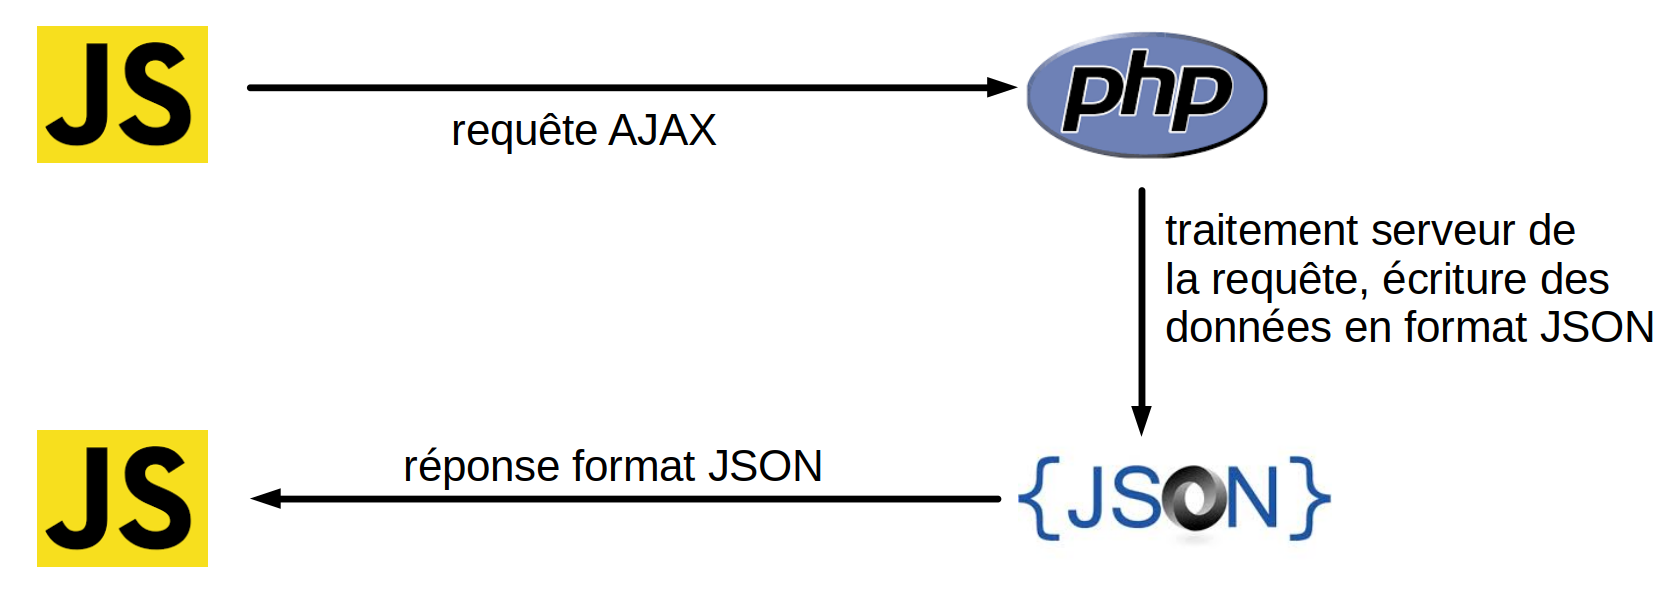 JS
php
requête AJAX
traitement serveur de
la requête, écriture des
données en format JSON
JS
réponse format JSON
{JSON}